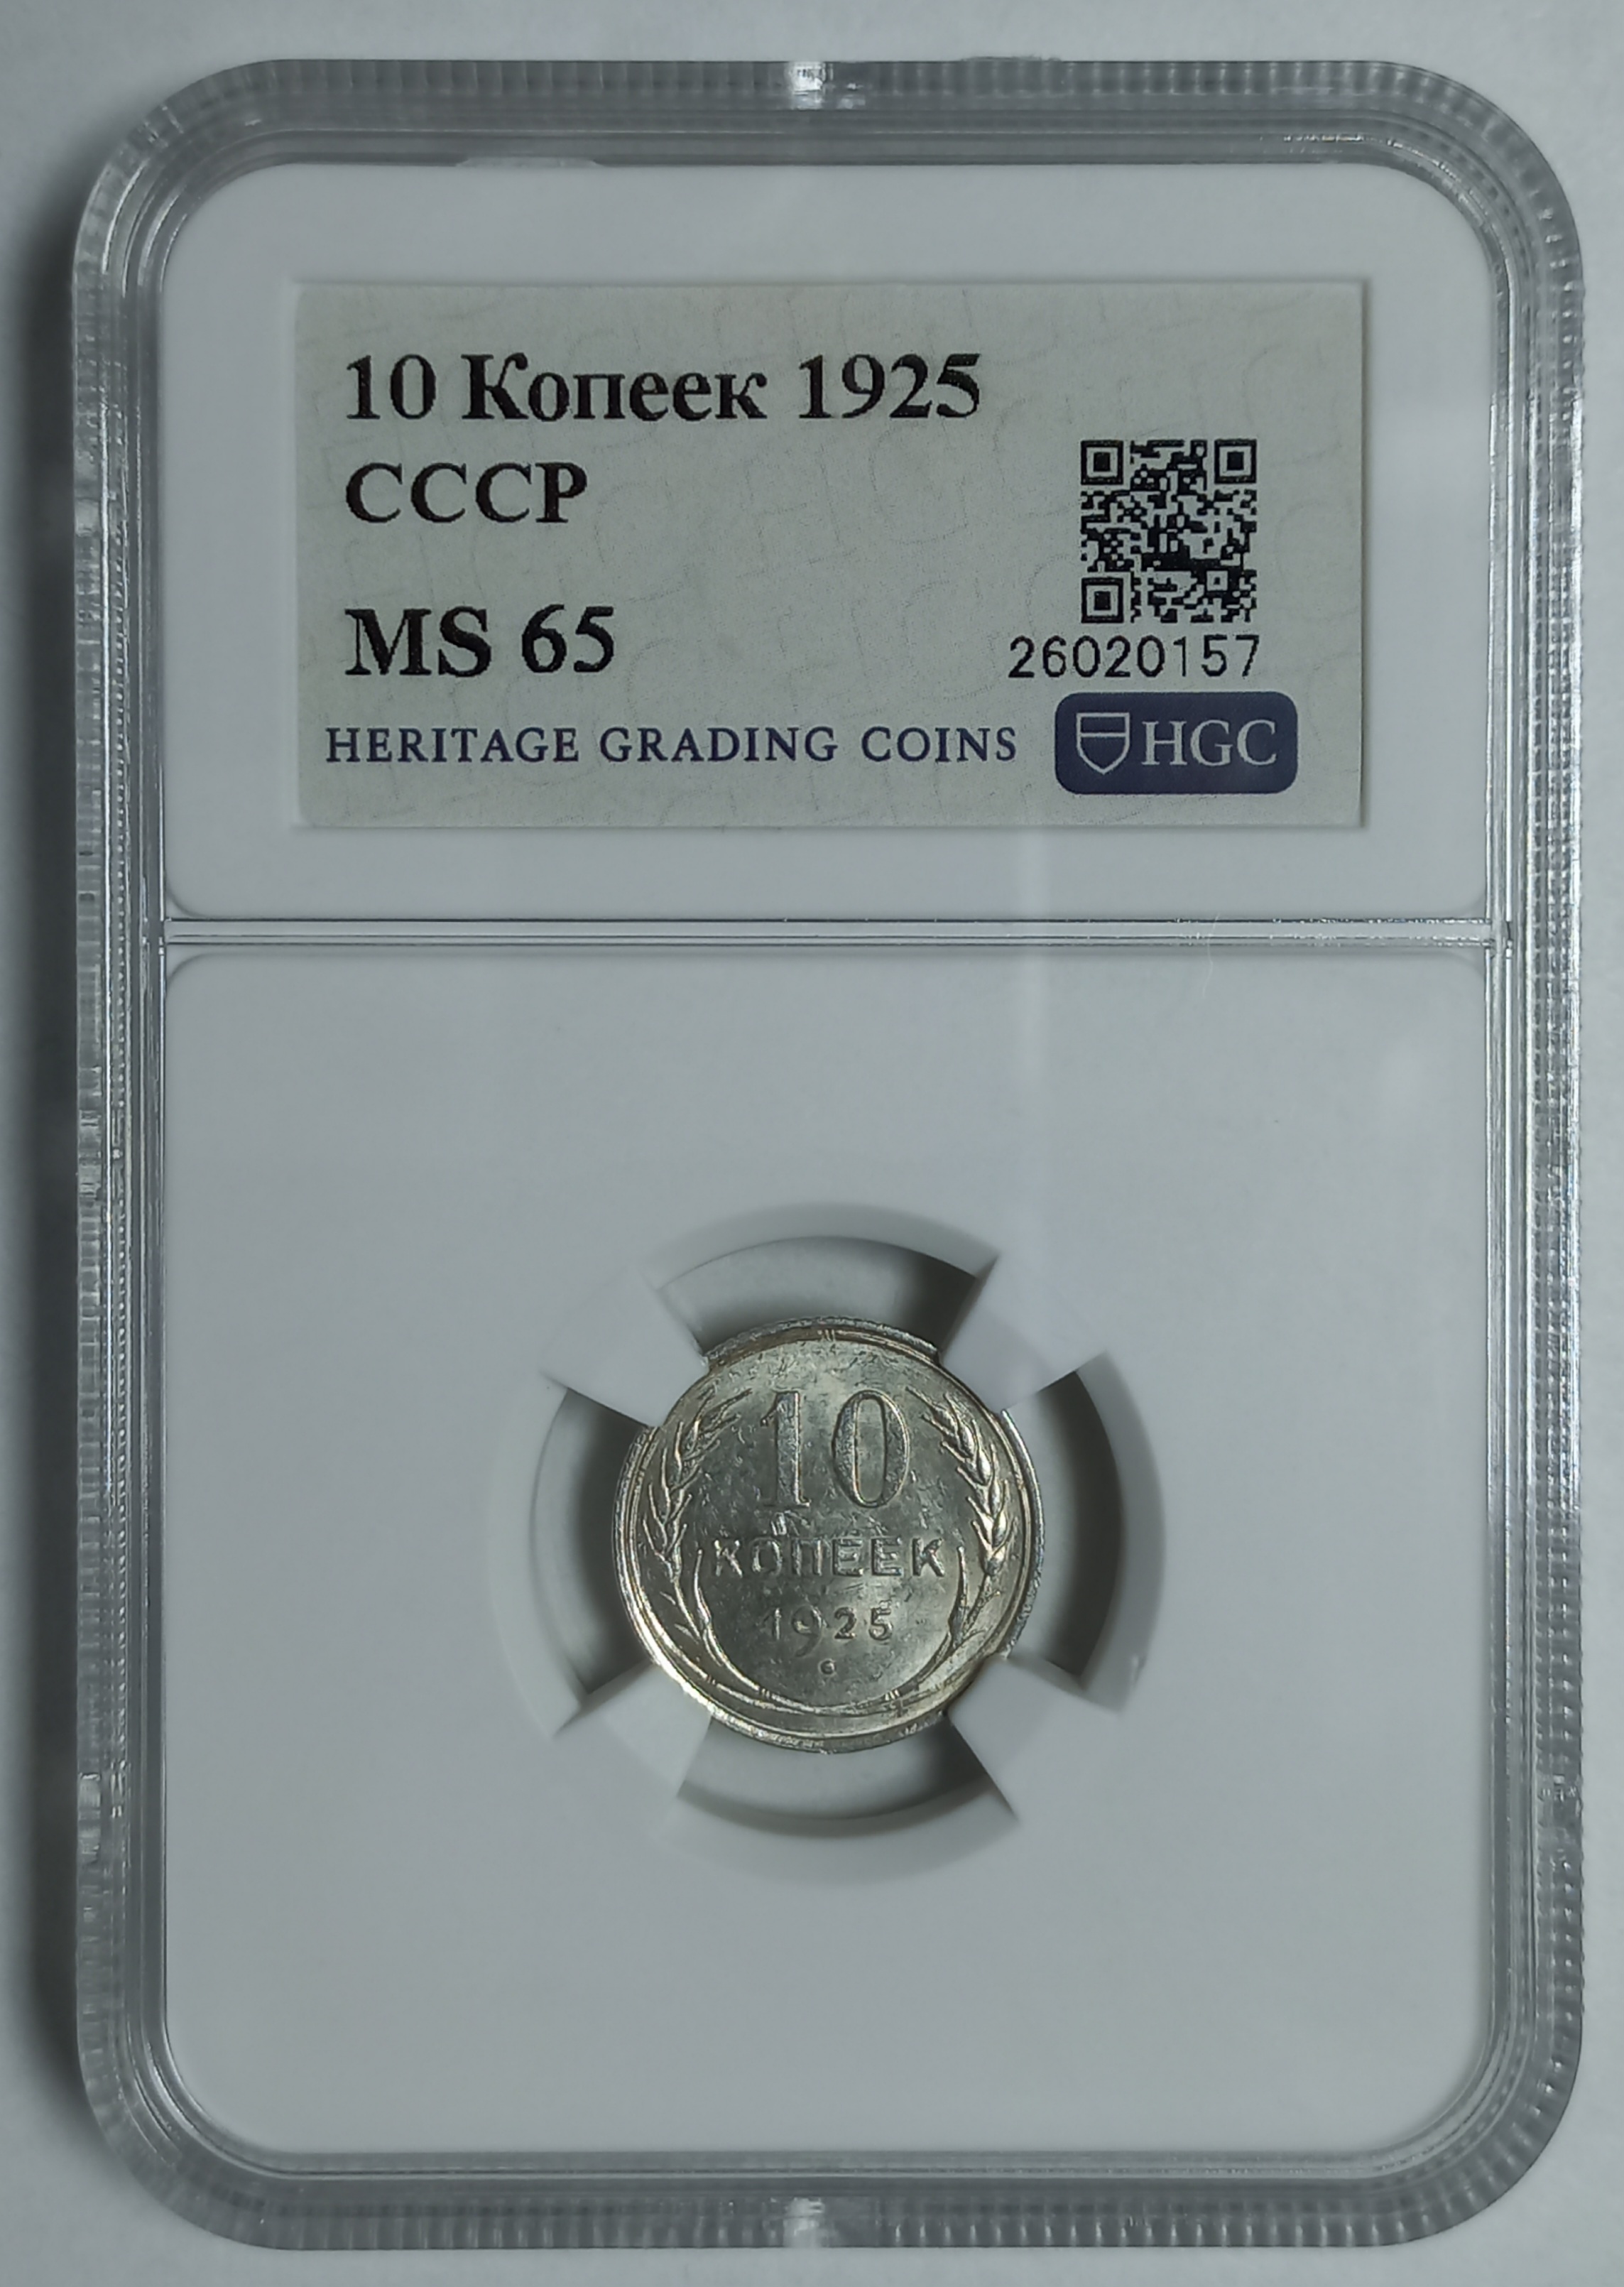 10 Копеек 1925
СССР
MS 65
26020157
HERITAGE GRADING COINS
HGC
10
КОПЕЕК
1925